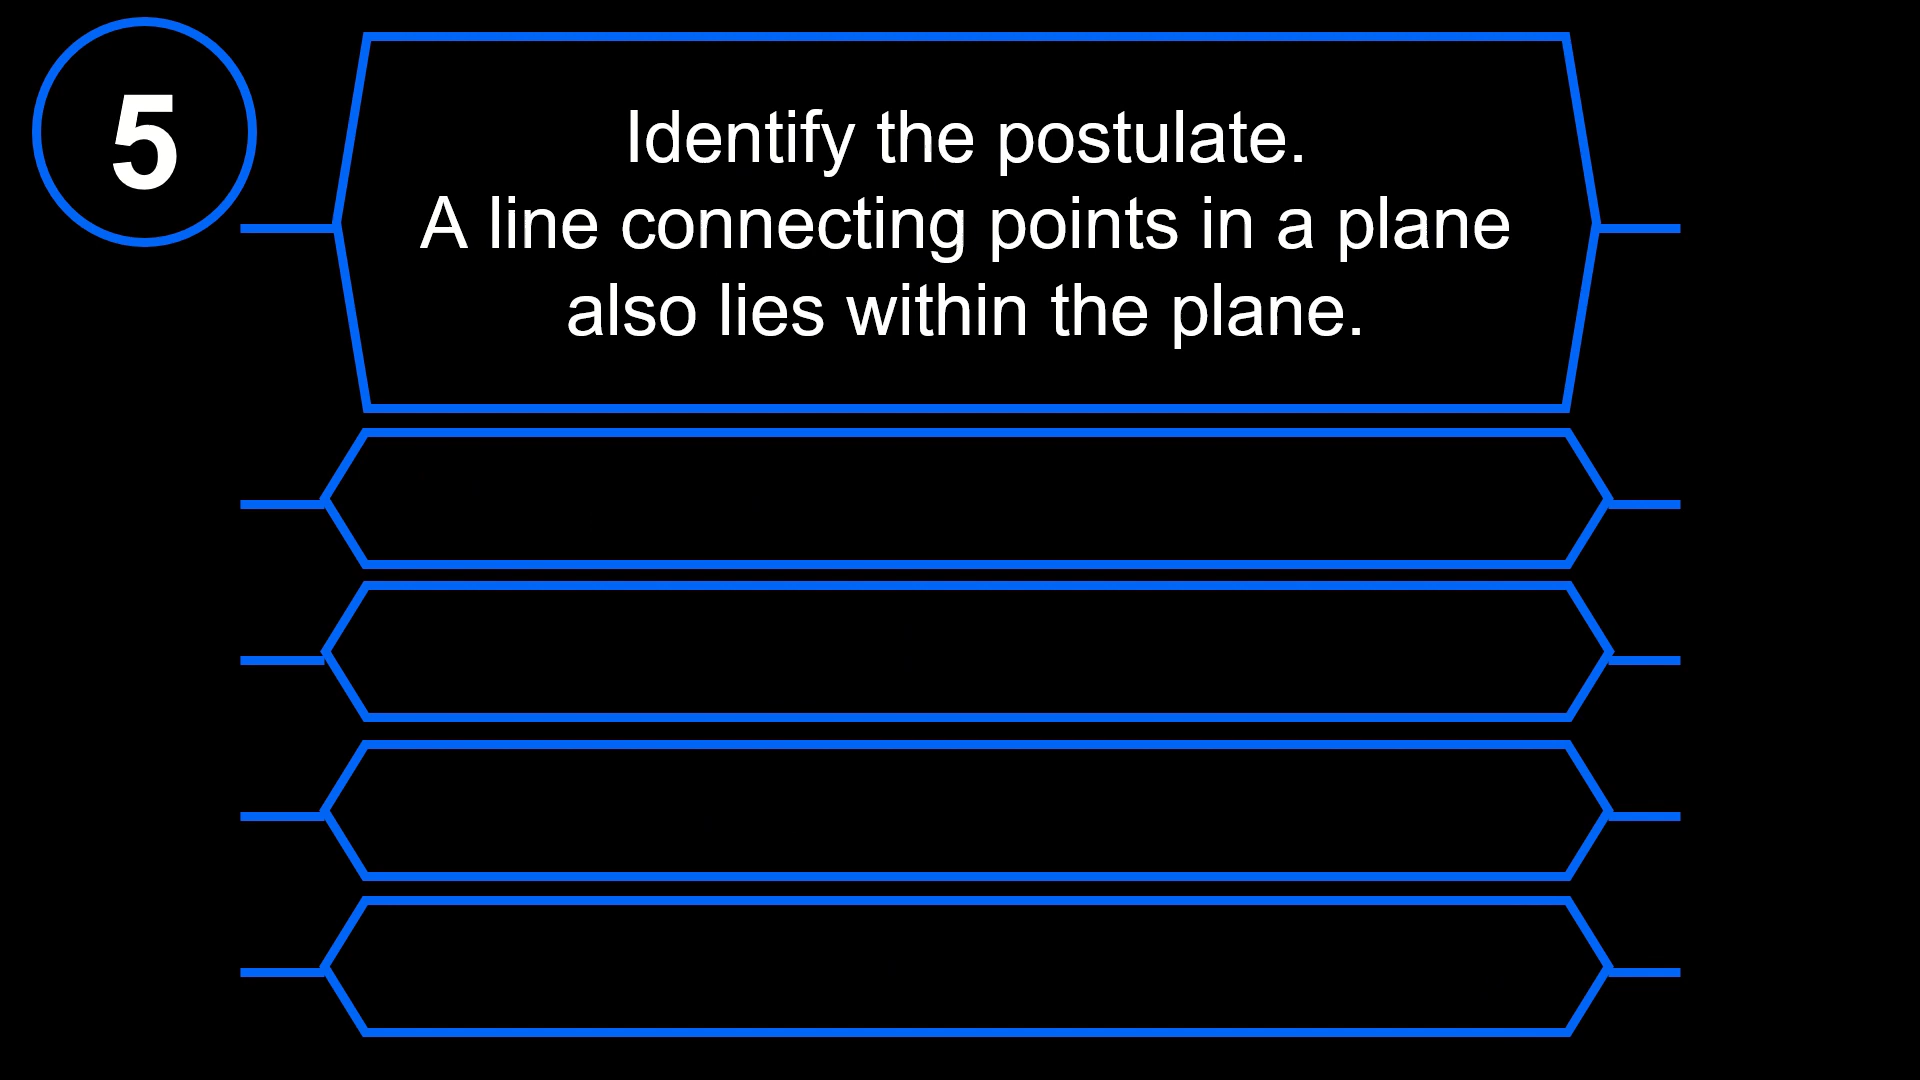 5
Identify the postulate.
A line connecting points in a plane
also lies within the plane.